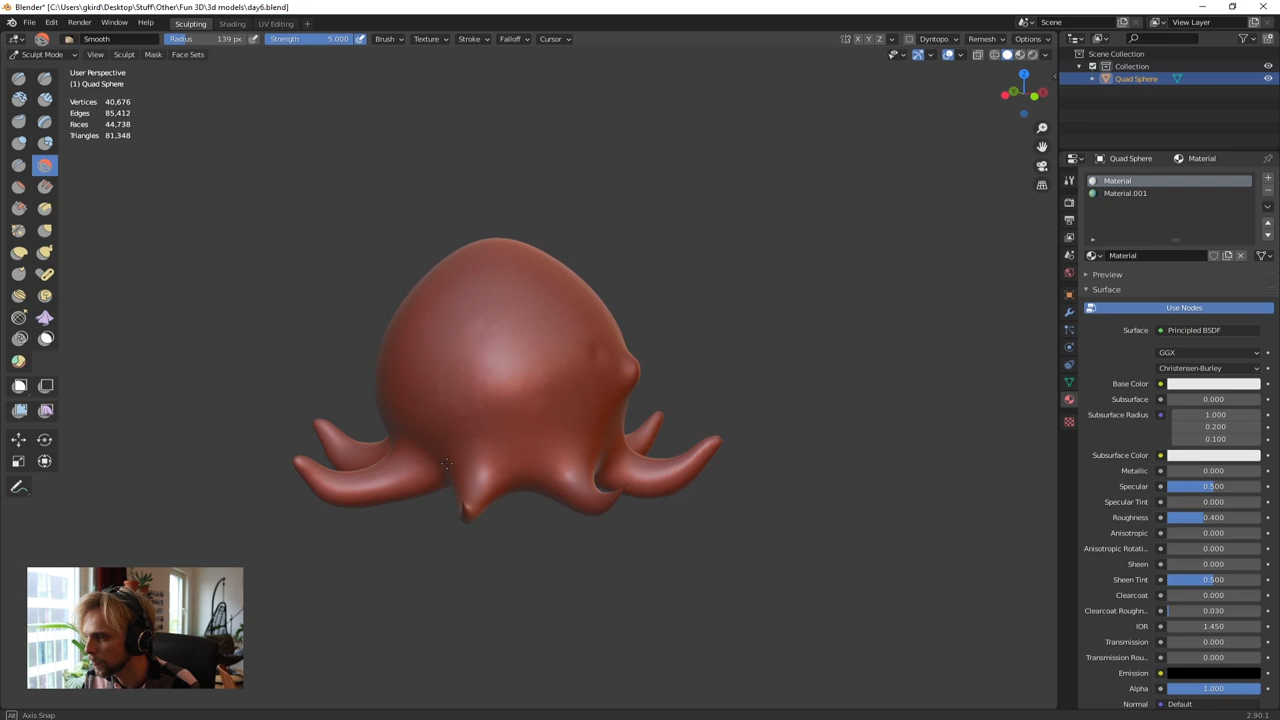 Blender* [C:\Users\gkird\Desktop\Stuff\Other\Fun 3D\3d models\day6.blend]
File Edit Render Window Help Sculpting Shading UV Editing + Scene View Layer
Smooth Radius 139 px Strength 5.000 Brush Texture Stroke Falloff Cursor X Y Z Dyntopo Remesh Options
Sculpt Mode View Sculpt Mask Face Sets
User Perspective
(1) Quad Sphere
Vertices 40,676
Edges 85,412
Faces 44,738
Triangles 81,348
Scene Collection
Collection
Quad Sphere
Quad Sphere Material
Material
Material.001
Material
Preview
Surface
Use Nodes
Surface Principled BSDF
GGX
Christensen-Burley
Base Color
Subsurface 0.000
Subsurface Radius 1.000
0.200
0.100
Subsurface Color
Metallic 0.000
Specular 0.500
Specular Tint 0.000
Roughness 0.400
Anisotropic 0.000
Anisotropic Rotati... 0.000
Sheen 0.000
Sheen Tint 0.500
Clearcoat 0.000
Clearcoat Roughn... 0.030
IOR 1.450
Transmission 0.000
Transmission Rou... 0.000
Emission
Alpha 1.000
Normal Default
Alt Axis Snap 2.90.1